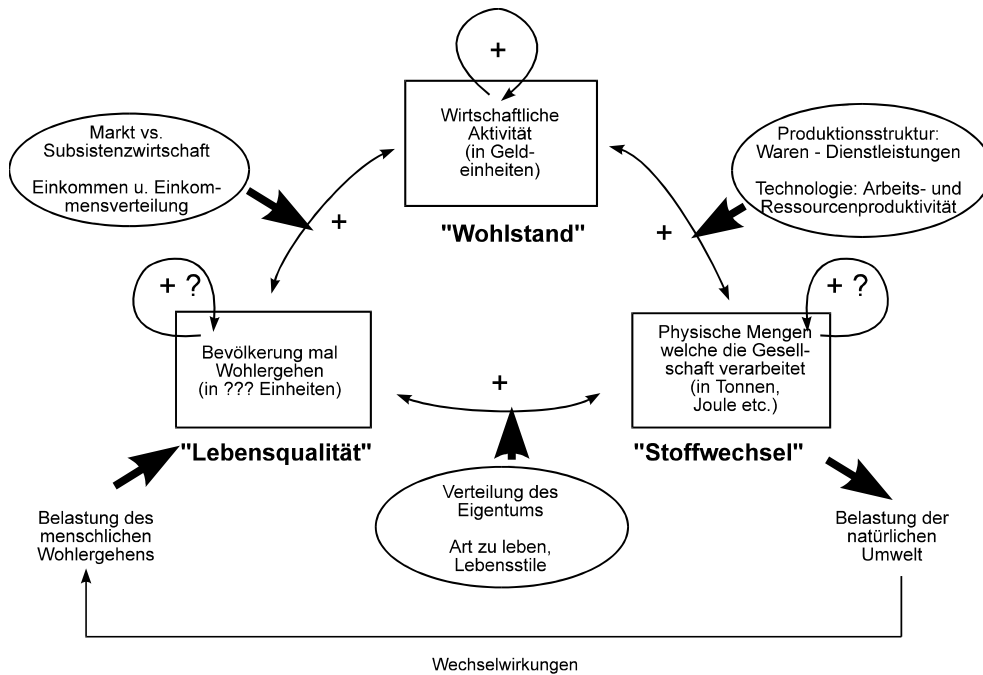 +
Wirtschaftliche
Aktivität
(in Geld-
einheiten)
"Wohlstand"
Markt vs.
Subsistenzwirtschaft
Einkommen u. Einkom-
mensverteilung
+
Produktionsstruktur:
Waren - Dienstleistungen
Technologie: Arbeits- und
Ressourcenproduktivität
+
+ ?
Bevölkerung mal
Wohlergehen
(in ??? Einheiten)
"Lebensqualität"
+
+ ?
Physische Mengen
welche die Gesell-
schaft verarbeitet
(in Tonnen,
Joule etc.)
"Stoffwechsel"
Verteilung des
Eigentums
Art zu leben,
Lebensstile
Belastung des
menschlichen
Wohlergehens
Belastung der
natürlichen
Umwelt
Wechselwirkungen